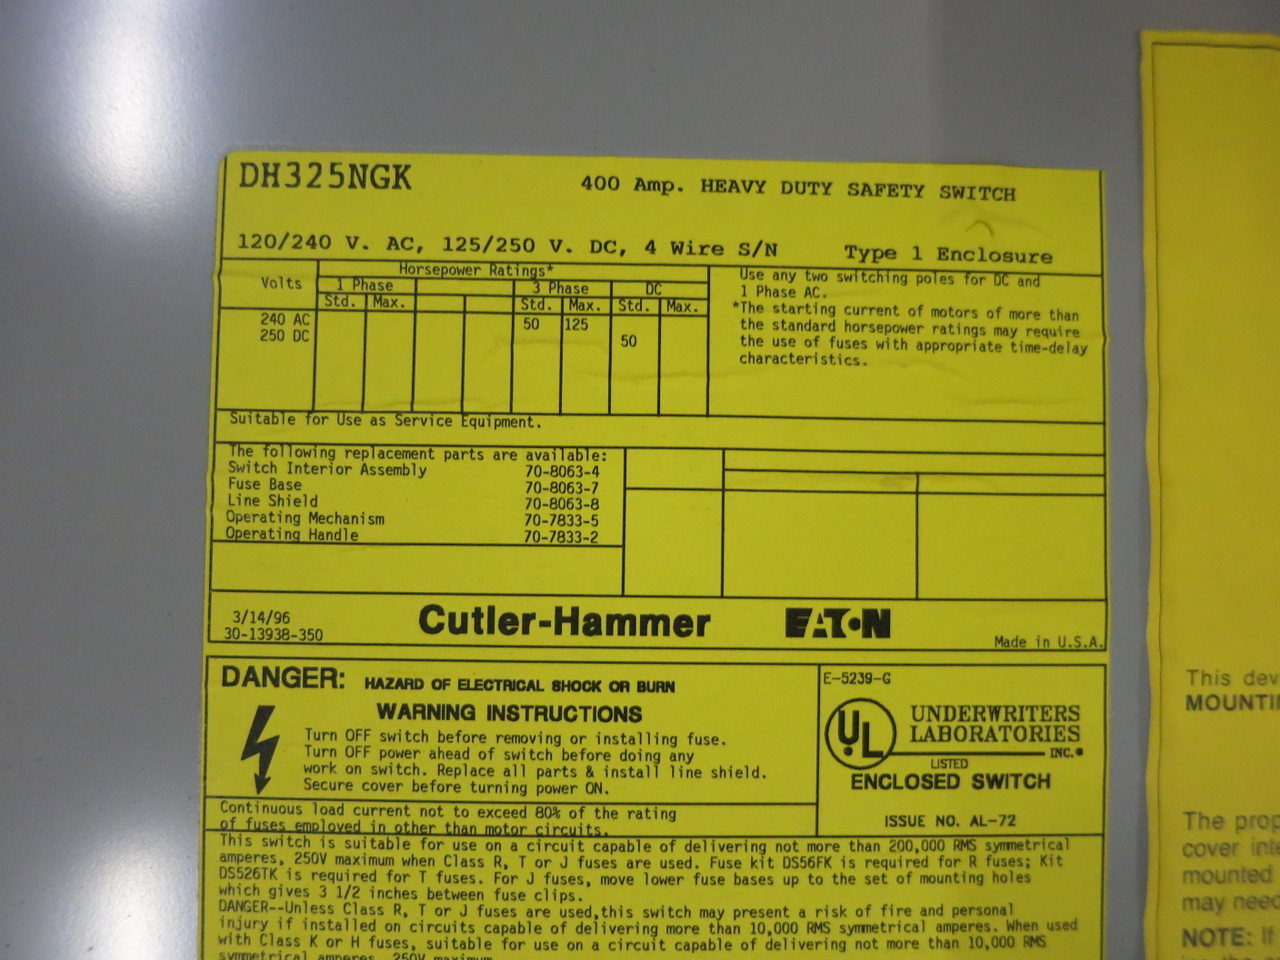 DH325NGK
400 Amp. HEAVY DUTY SAFETY SWITCH
120/240 V. AC, 125/250 V. DC, 4 Wire S/N
Type 1 Enclosure
Volts
Horsepower Ratings*
1 Phase
3 Phase
DC
Std. Max.
Std. Max.
Std. Max.
240 AC
50 125
250 DC
50
Use any two switching poles for DC and
1 Phase AC.
*The starting current of motors of more than
the standard horsepower ratings may require
the use of fuses with appropriate time-delay
characteristics.
Suitable for Use as Service Equipment.
The following replacement parts are available:
Switch Interior Assembly 70-8063-4
Fuse Base 70-8063-7
Line Shield 70-8063-8
Operating Mechanism 70-7833-5
Operating Handle 70-7833-2
3/14/96
30-13938-350
Cutler-Hammer
EATON
Made in U.S.A.
DANGER: HAZARD OF ELECTRICAL SHOCK OR BURN
WARNING INSTRUCTIONS
Turn OFF switch before removing or installing fuse.
Turn OFF power ahead of switch before doing any
work on switch. Replace all parts & install line shield.
Secure cover before turning power ON.
E-5239-G
UL
UNDERWRITERS
LABORATORIES
INC.®
LISTED
ENCLOSED SWITCH
ISSUE NO. AL-72
Continuous load current not to exceed 80% of the rating
of fuses employed in other than motor circuits.
This switch is suitable for use on a circuit capable of delivering not more than 200,000 RMS symmetrical
amperes, 250V maximum when Class R, T or J fuses are used. Fuse kit DS56FK is required for R fuses; Kit
DS526TK is required for T fuses. For J fuses, move lower fuse bases up to the set of mounting holes
which gives 3 1/2 inches between fuse clips.
DANGER--Unless Class R, T or J fuses are used,this switch may present a risk of fire and personal
injury if installed on circuits capable of delivering more than 10,000 RMS symmetrical amperes. When used
with Class K or H fuses, suitable for use on a circuit capable of delivering not more than 10,000 RMS
symmetrical amperes, 250V maximum.
This dev
MOUNTI
The prop
cover inte
mounted
may need
NOTE: If